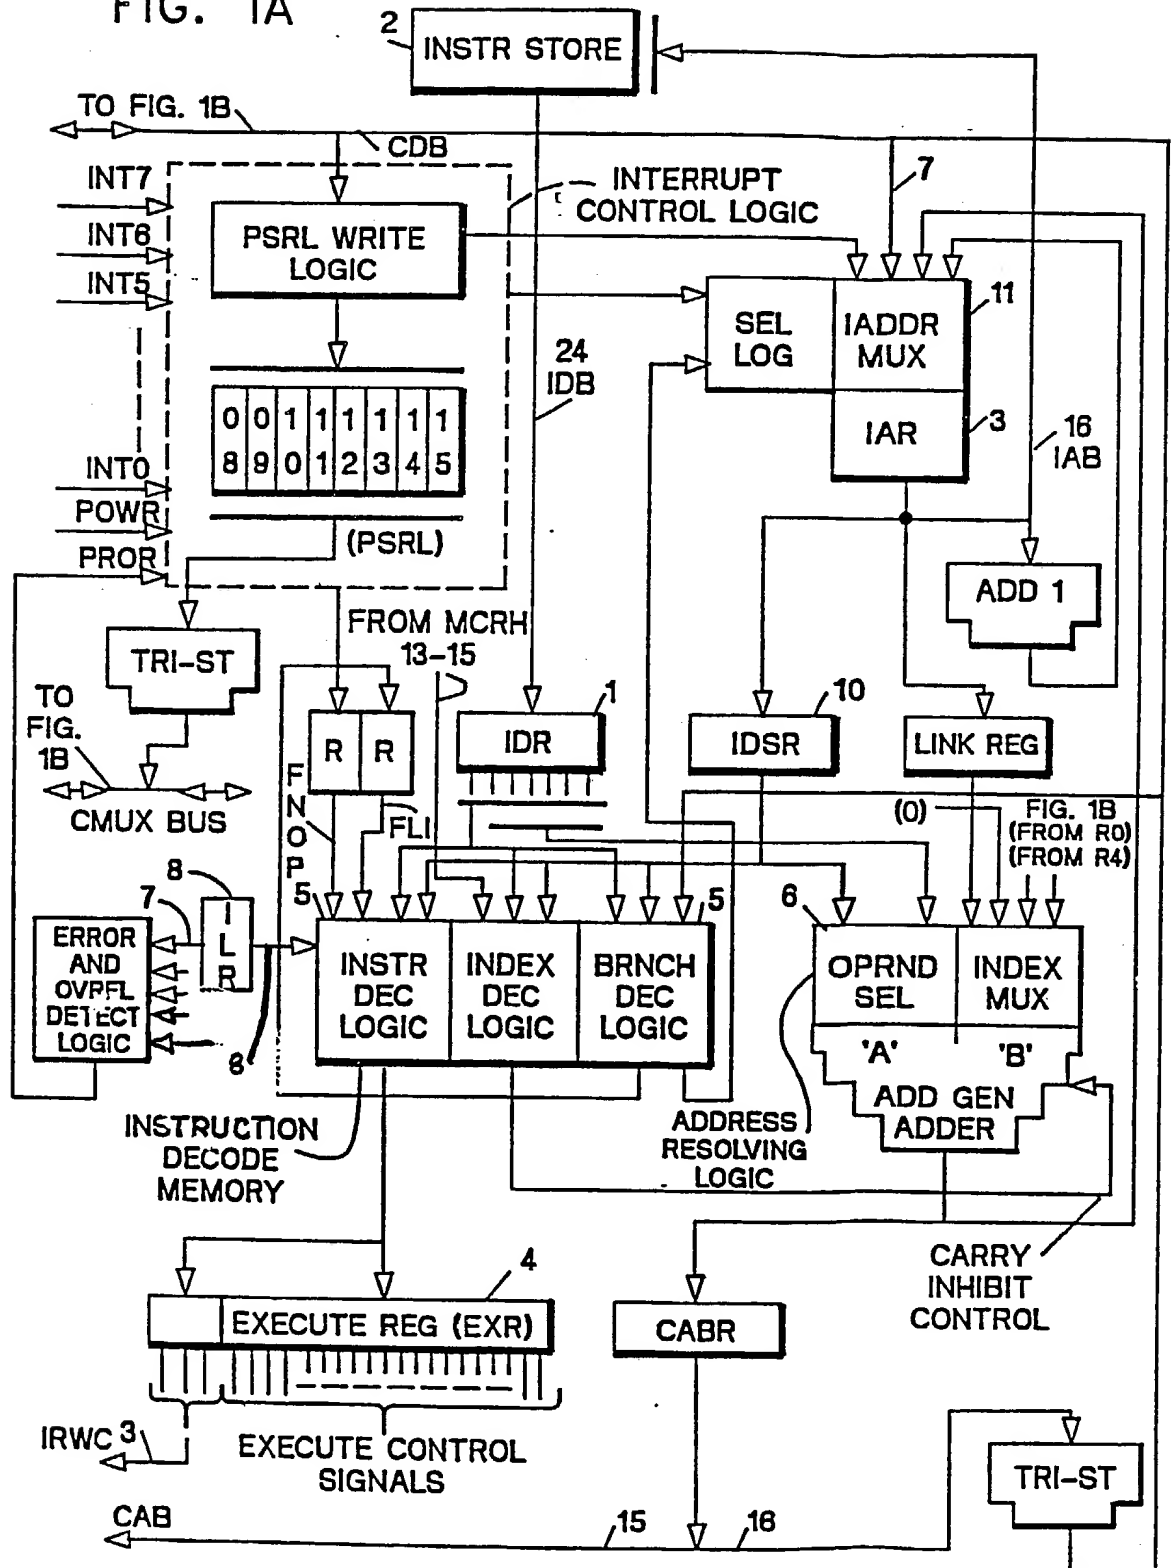 FIG. 1A
2
INSTR STORE
TO FIG. 1B
CDB
INT7
INT6
INT5
INT0
POWR
PROR
PSRL WRITE
LOGIC
INTERRUPT
CONTROL LOGIC
7
SEL
LOG
IADDR
MUX
11
IAR
3
24
IDB
16
IAB
0 0 1 1 1 1 1 1
8 9 0 1 2 3 4 5
(PSRL)
ADD 1
FROM MCRH
13-15
TRI-ST
TO
FIG.
1B
CMUX BUS
R R
1
IDR
10
IDSR
LINK REG
FNOP
FLI
(0)
FIG. 1B
(FROM R0)
(FROM R4)
8
7
ILR
5
5
6
ERROR
AND
OVRFL
DETECT
LOGIC
8
INSTR
DEC
LOGIC
INDEX
DEC
LOGIC
BRNCH
DEC
LOGIC
OPRND
SEL
INDEX
MUX
'A'
'B'
ADD GEN
ADDER
INSTRUCTION
DECODE
MEMORY
ADDRESS
RESOLVING
LOGIC
CARRY
INHIBIT
CONTROL
4
EXECUTE REG (EXR)
CABR
IRWC
3
EXECUTE CONTROL
SIGNALS
TRI-ST
CAB
15
16